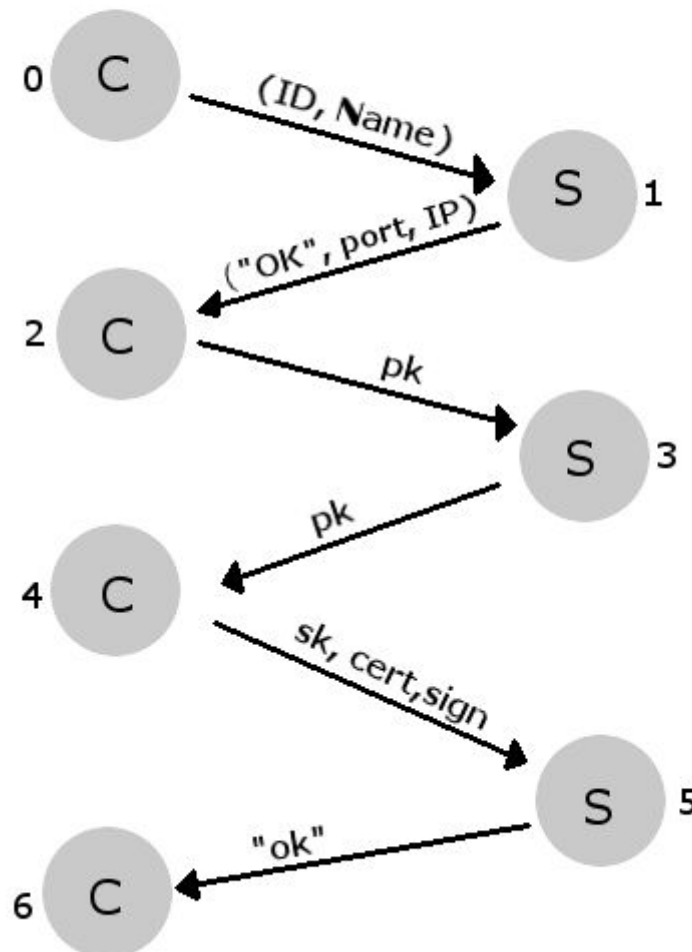 0 C
(ID, Name)
S 1
("OK", port, IP)
2 C
pk
S 3
pk
4 C
sk, cert,sign
S 5
"ok"
6 C